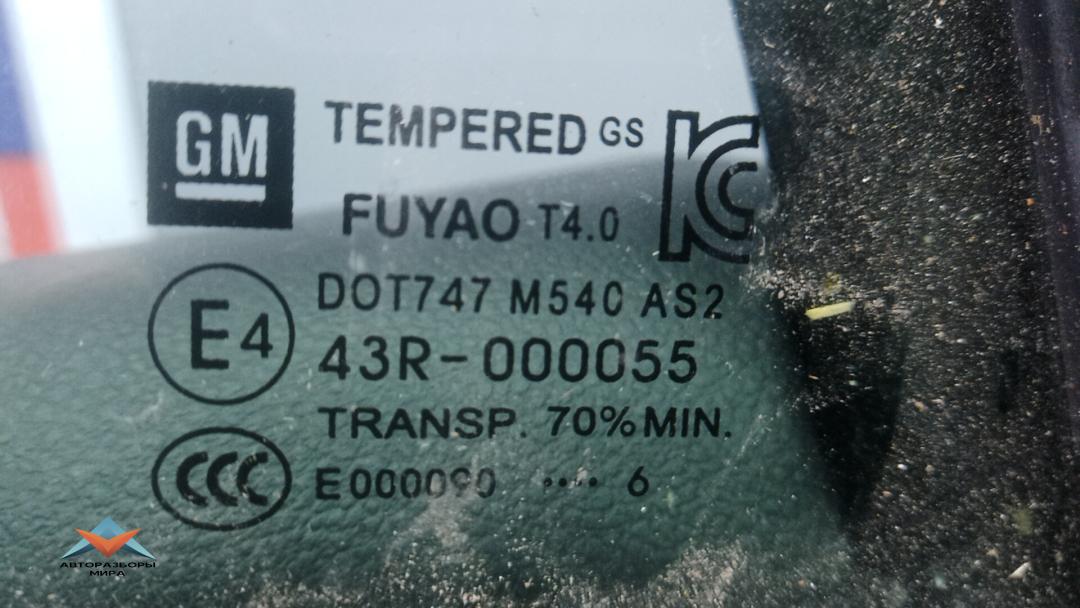 GM
TEMPERED GS
FUYAO T4.0
DOT747 M540 AS2
E4
43R-000055
TRANSP. 70% MIN.
CCC
E000090 ···· 6
АВТОРАЗБОРЫ
МИРА